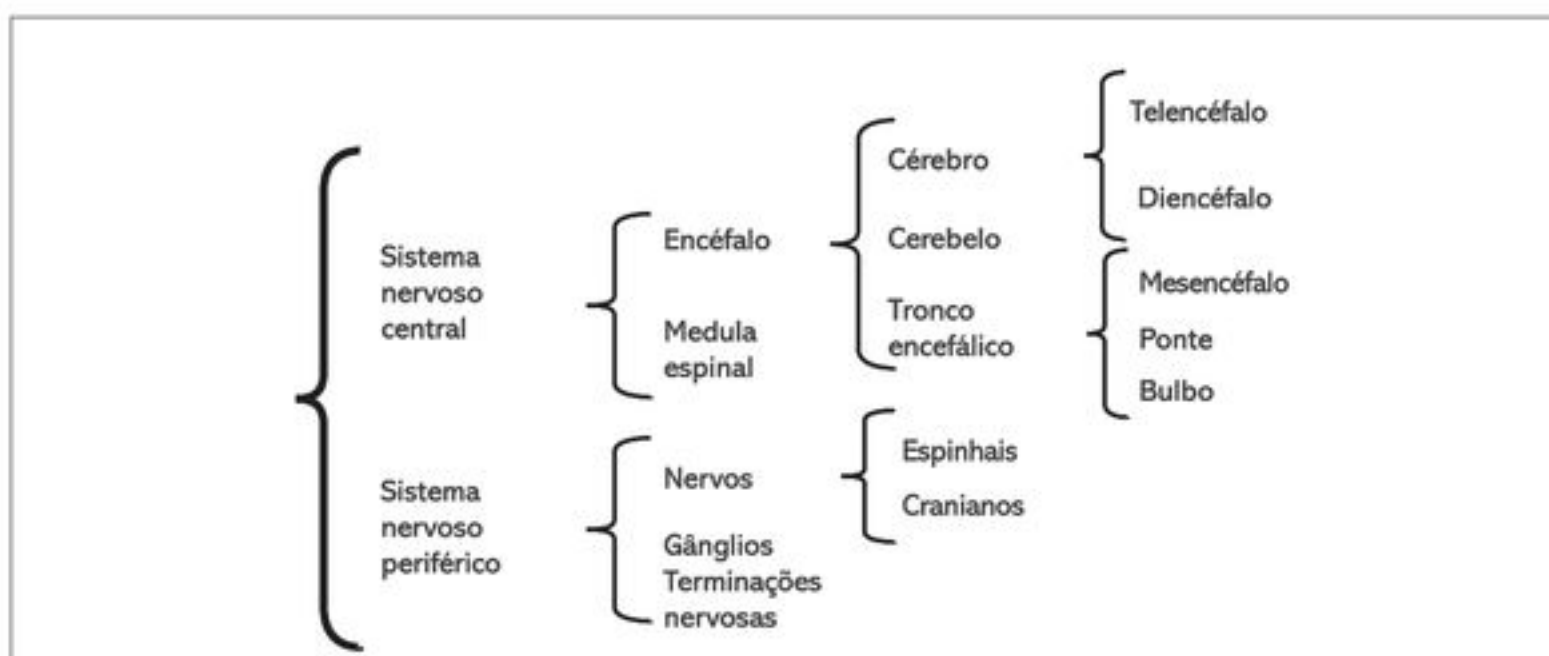 Sistema
nervoso
central
Encéfalo
Medula
espinal
Cérebro
Cerebelo
Tronco
encefálico
Telencéfalo
Diencéfalo
Mesencéfalo
Ponte
Bulbo
Sistema
nervoso
periférico
Nervos
Gânglios
Terminações
nervosas
Espinhais
Cranianos